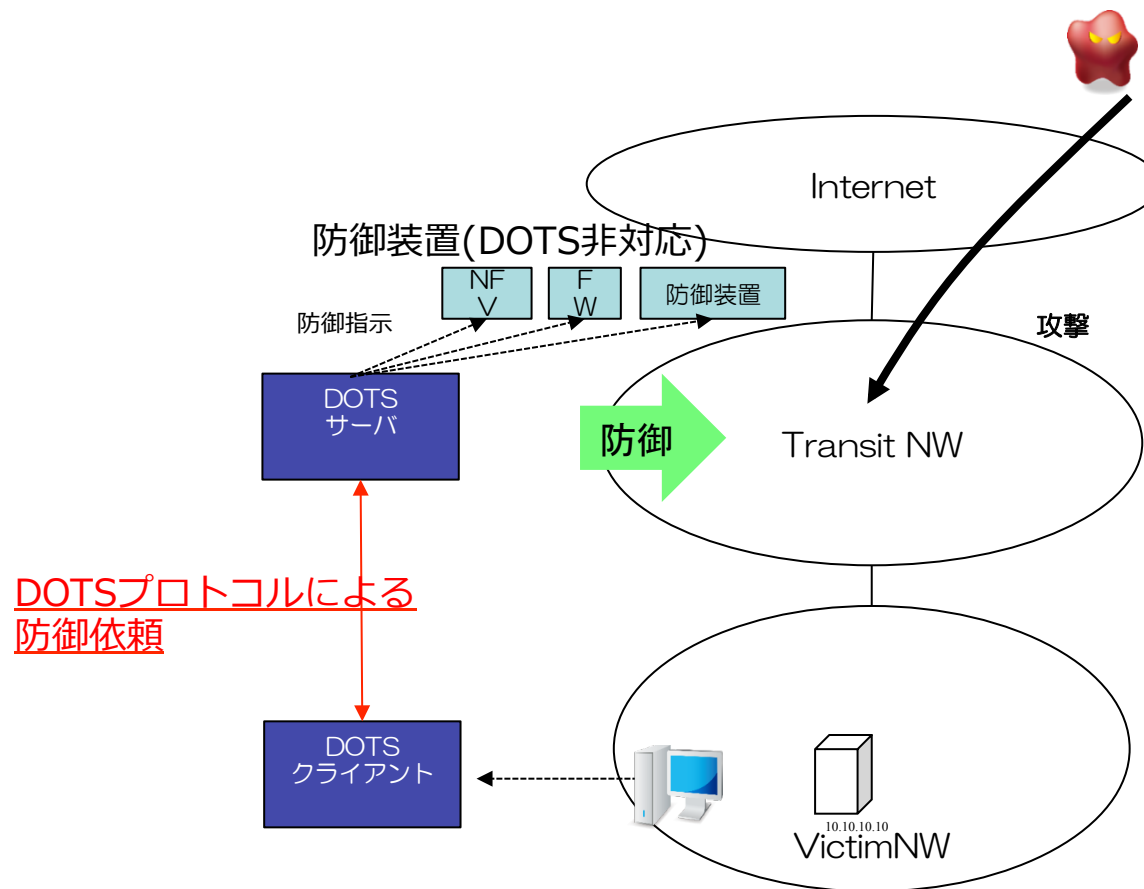 Internet
防御装置(DOTS非対応)
NF
V
F
W
防御装置
防御指示
攻撃
DOTS
サーバ
防御
Transit NW
DOTSプロトコルによる
防御依頼
DOTS
クライアント
10.10.10.10
VictimNW